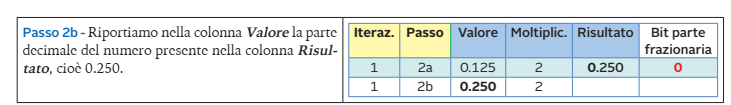 Passo 2b - Riportiamo nella colonna Valore la parte
decimale del numero presente nella colonna Risul-
tato, cioè 0.250.
Iteraz. Passo Valore Moltiplic. Risultato Bit parte
frazionaria
1 2a 0.125 2 0.250 0
1 2b 0.250 2